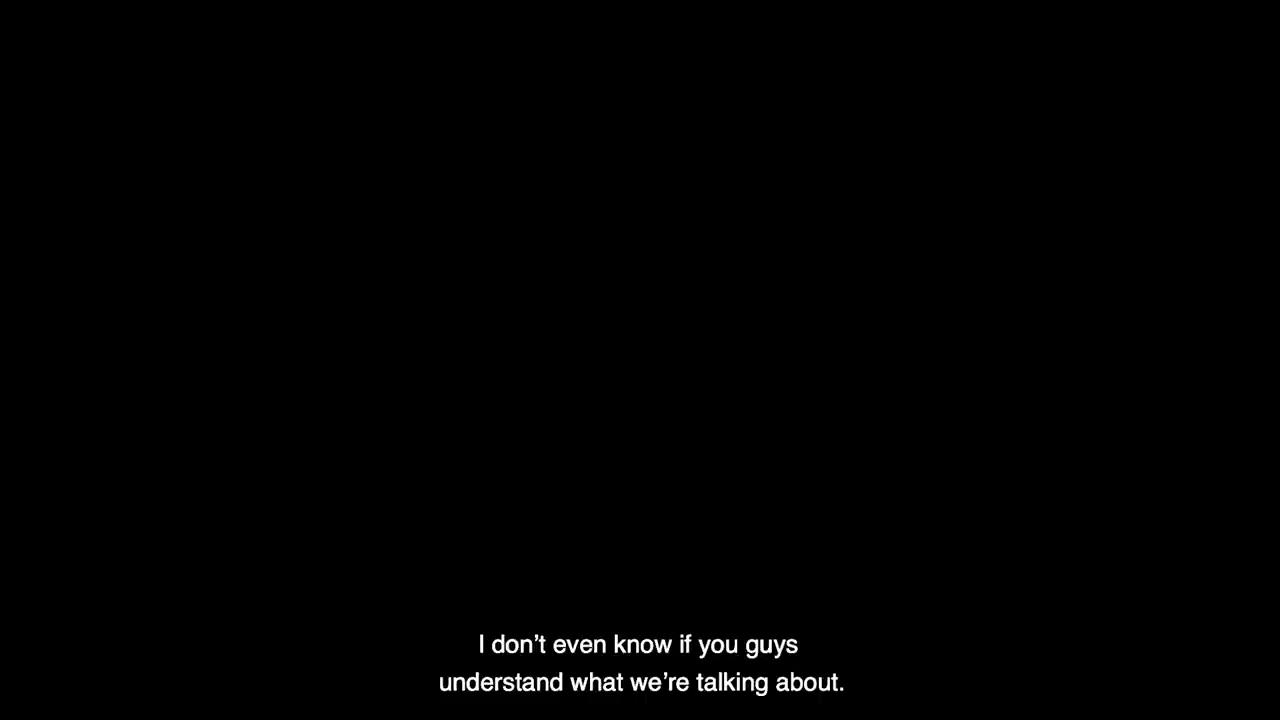 I don’t even know if you guys
understand what we’re talking about.